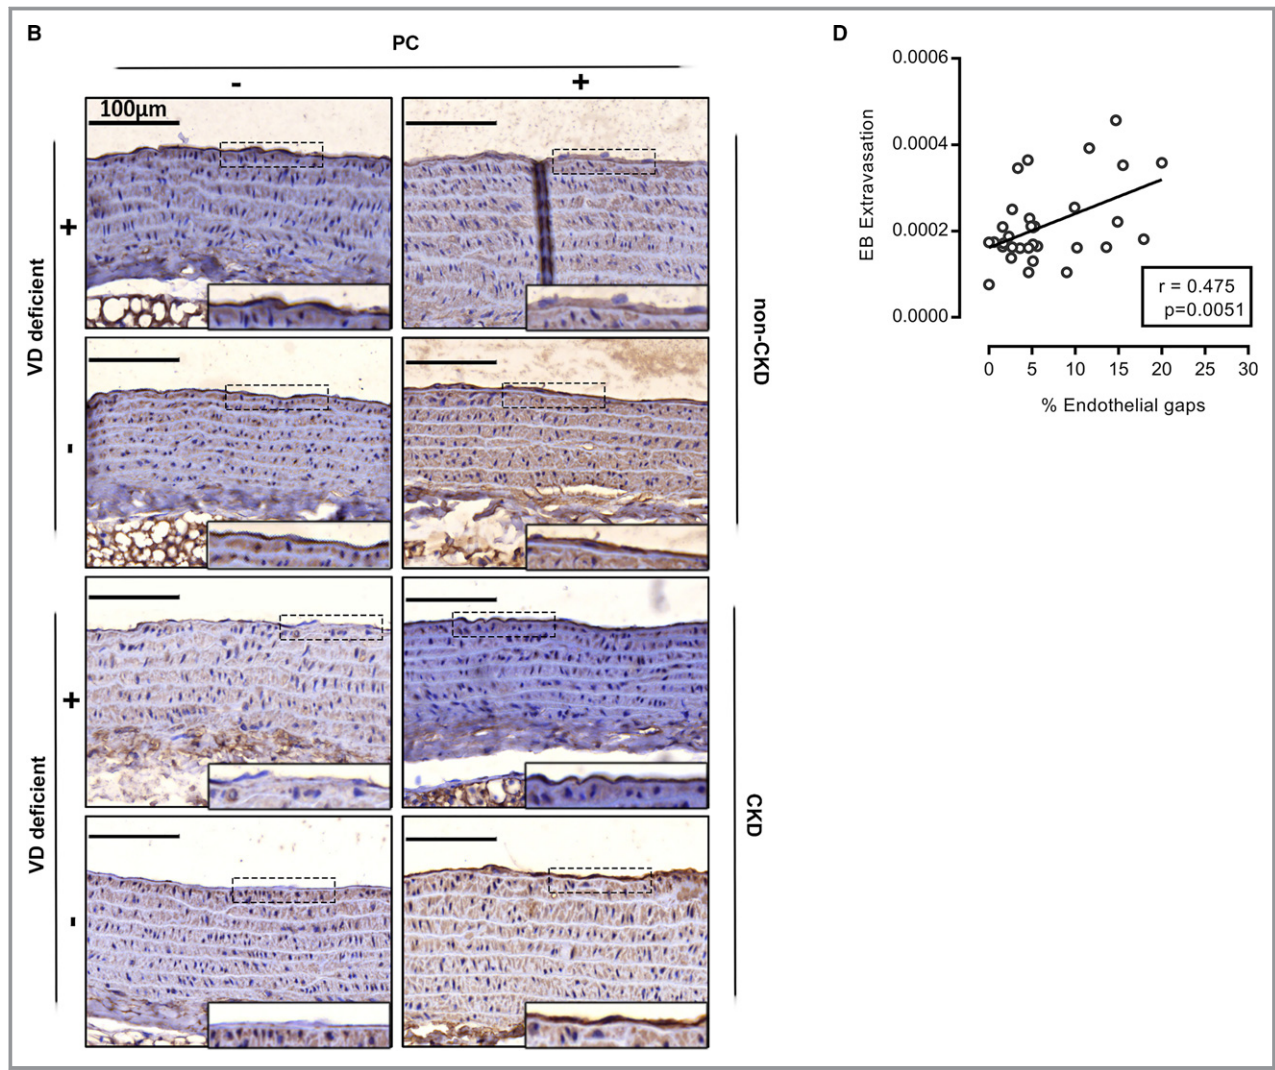 B
PC
- +
100µm
VD deficient
+
-
non-CKD
VD deficient
+
-
CKD
D
EB Extravasation
0.0006
0.0004
0.0002
0.0000
r = 0.475
p=0.0051
0 5 10 15 20 25 30
% Endothelial gaps